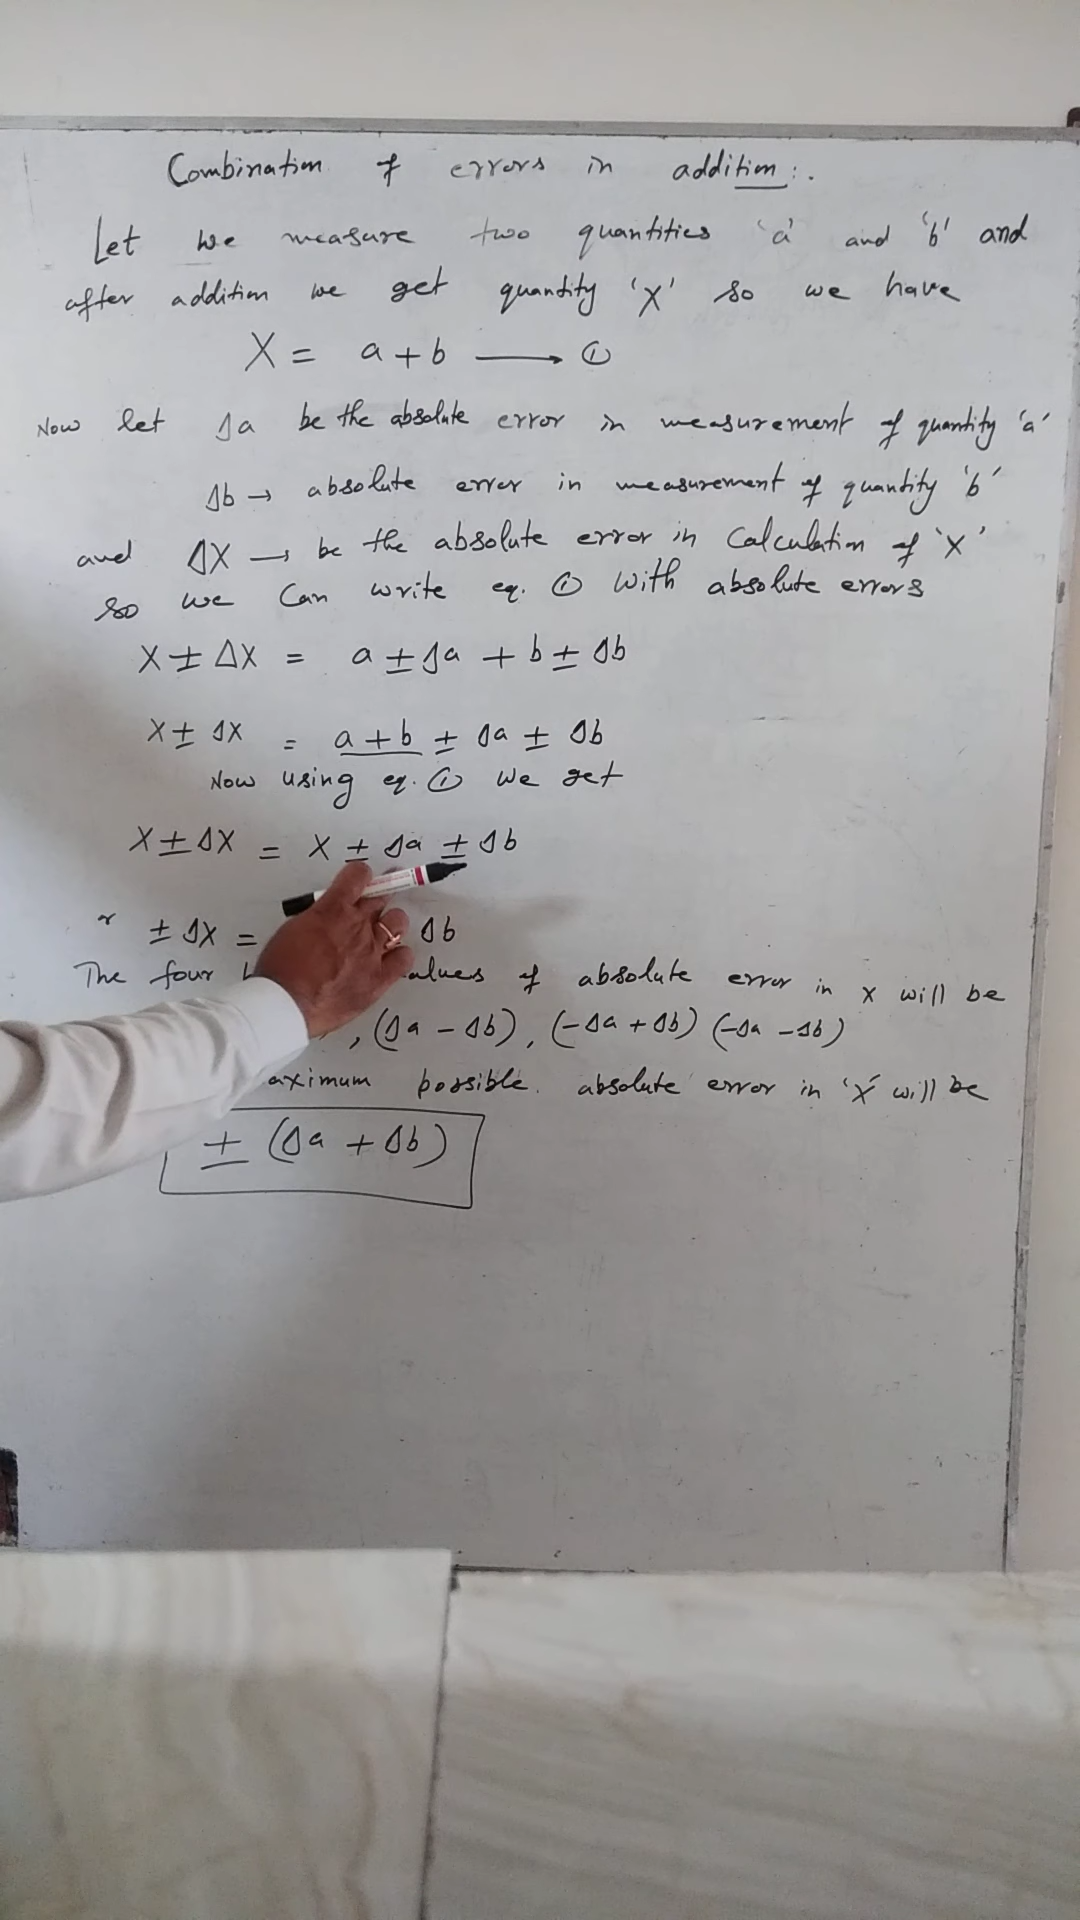 Combination of errors in addition :.
Let we measure two quantities 'a' and 'b' and
after addition we get quantity 'X' so we have
X = a + b ⟶ ①
Now let Δa be the absolute error in measurement of quantity 'a'
Δb → absolute error in measurement of quantity 'b'
and ΔX → be the absolute error in Calculation of 'X'
so we Can write eq. ① with absolute errors
X ± ΔX = a ± Δa + b ± Δb
X ± ΔX = a + b ± Δa ± Δb
Now using eq. ① we get
X ± ΔX = X ± Δa ± Δb
r ± ΔX = Δb
The four alues of absolute error in x will be
, (Δa - Δb), (-Δa + Δb) (-Δa - Δb)
aximum possible. absolute error in 'X' will be
± (Δa + Δb)